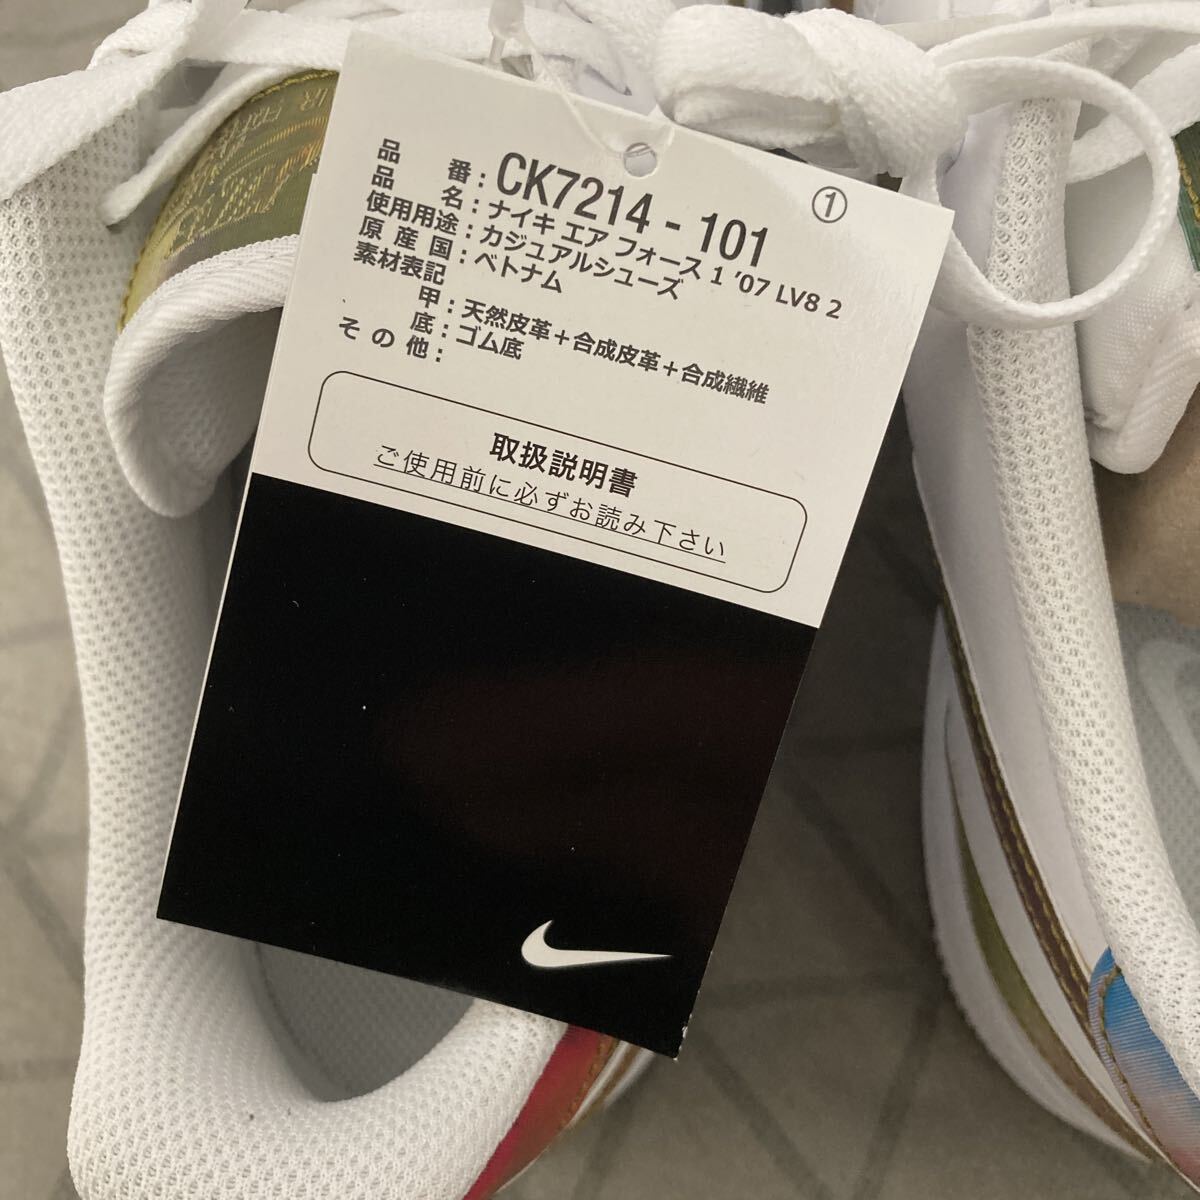 ①
品番：CK7214-101
品名：ナイキ エア フォース 1 '07 LV8 2
使用用途：カジュアルシューズ
原産国：ベトナム
素材表記
甲：天然皮革＋合成皮革＋合成繊維
底：ゴム底
その他：
取扱説明書
ご使用前に必ずお読み下さい